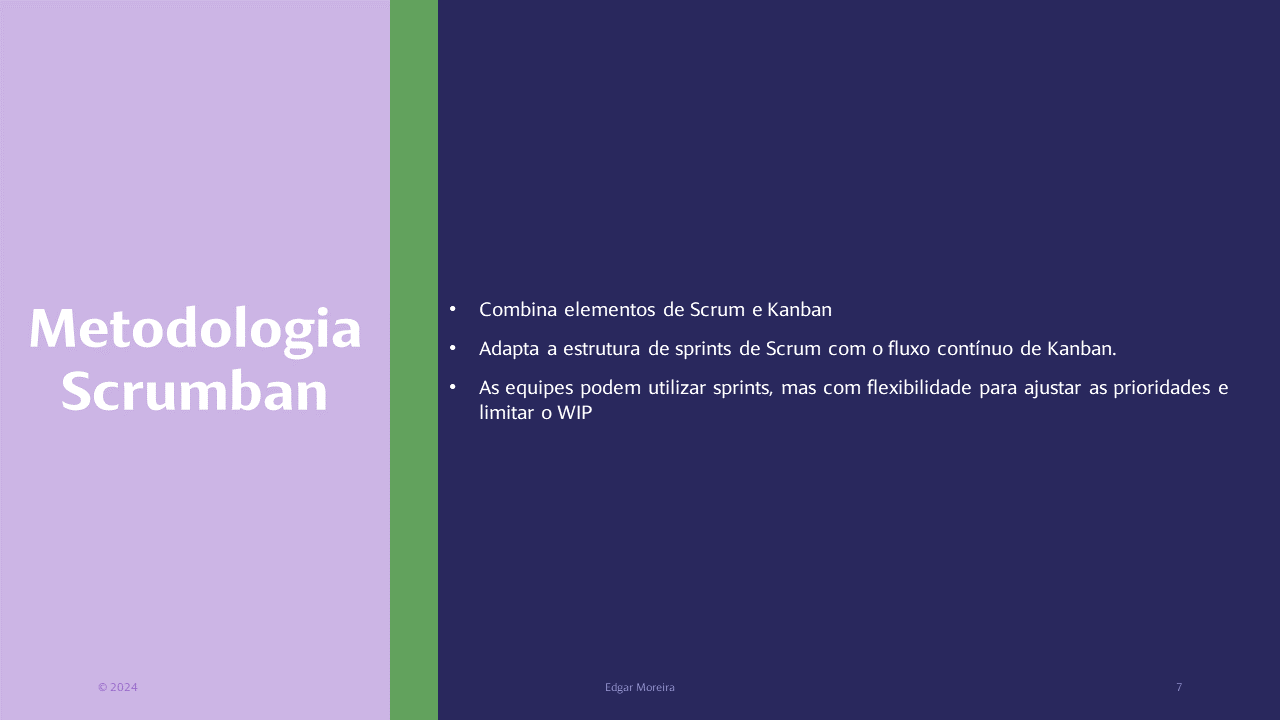 Metodologia
Scrumban
• Combina elementos de Scrum e Kanban
• Adapta a estrutura de sprints de Scrum com o fluxo contínuo de Kanban.
• As equipes podem utilizar sprints, mas com flexibilidade para ajustar as prioridades e
limitar o WIP
© 2024
Edgar Moreira
7